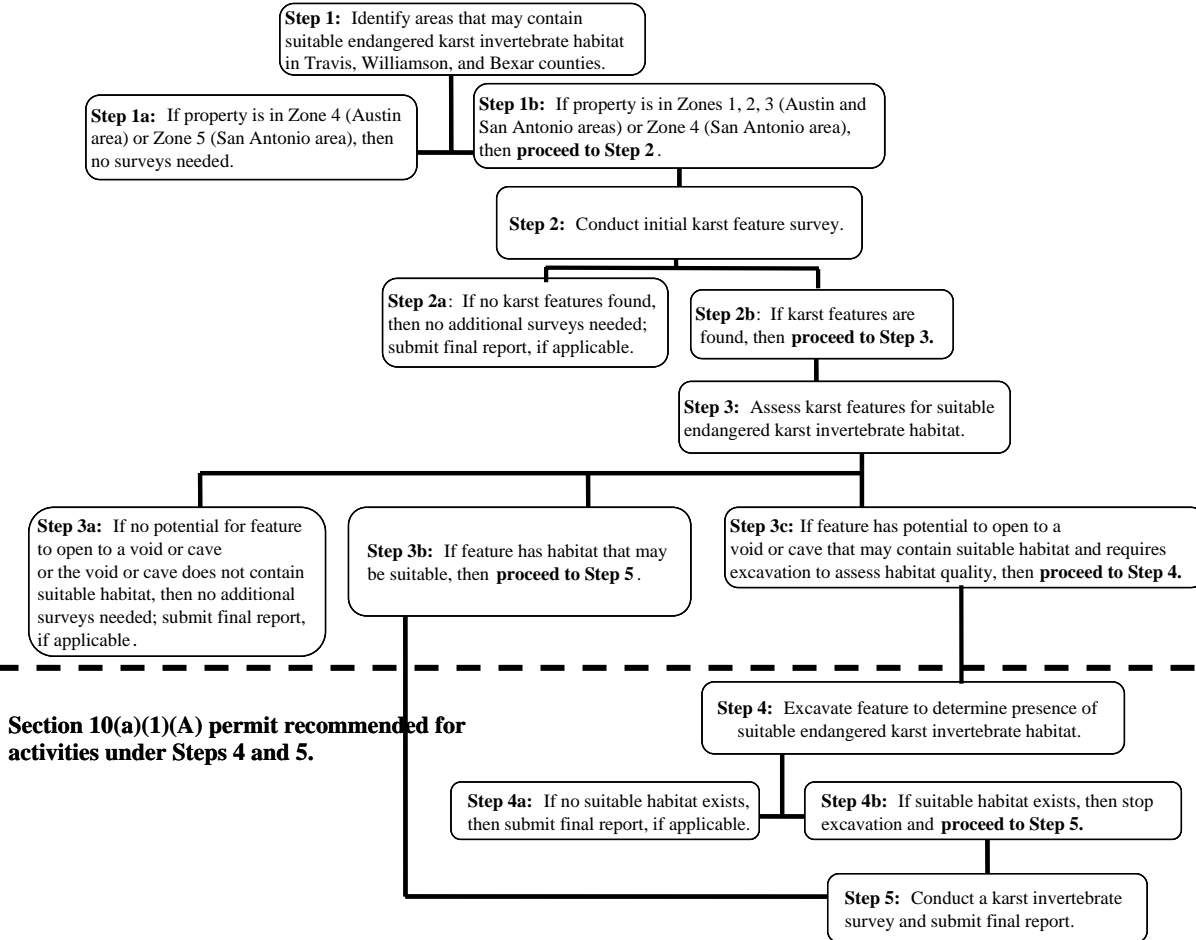 Step 1: Identify areas that may contain
suitable endangered karst invertebrate habitat
in Travis, Williamson, and Bexar counties.
Step 1a: If property is in Zone 4 (Austin
area) or Zone 5 (San Antonio area), then
no surveys needed.
Step 1b: If property is in Zones 1, 2, 3 (Austin and
San Antonio areas) or Zone 4 (San Antonio area),
then proceed to Step 2.
Step 2: Conduct initial karst feature survey.
Step 2a: If no karst features found,
then no additional surveys needed;
submit final report, if applicable.
Step 2b: If karst features are
found, then proceed to Step 3.
Step 3: Assess karst features for suitable
endangered karst invertebrate habitat.
Step 3a: If no potential for feature
to open to a void or cave
or the void or cave does not contain
suitable habitat, then no additional
surveys needed; submit final report,
if applicable.
Step 3b: If feature has habitat that may
be suitable, then proceed to Step 5.
Step 3c: If feature has potential to open to a
void or cave that may contain suitable habitat and requires
excavation to assess habitat quality, then proceed to Step 4.
Section 10(a)(1)(A) permit recommended for
activities under Steps 4 and 5.
Step 4: Excavate feature to determine presence of
suitable endangered karst invertebrate habitat.
Step 4a: If no suitable habitat exists,
then submit final report, if applicable.
Step 4b: If suitable habitat exists, then stop
excavation and proceed to Step 5.
Step 5: Conduct a karst invertebrate
survey and submit final report.